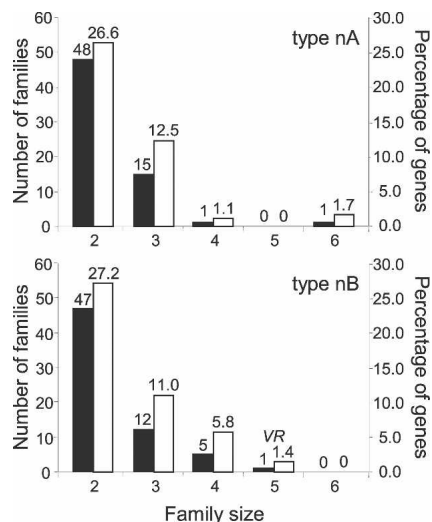 type nA
Number of families
Percentage of genes
60 30.0
50 25.0
40 20.0
30 15.0
20 10.0
10 5.0
0 0.0
48 26.6
15 12.5
1 1.1
0 0
1 1.7
2 3 4 5 6
type nB
Number of families
Percentage of genes
60 30.0
50 25.0
40 20.0
30 15.0
20 10.0
10 5.0
0 0.0
47 27.2
12 11.0
5 5.8
VR
1 1.4
0 0
2 3 4 5 6
Family size